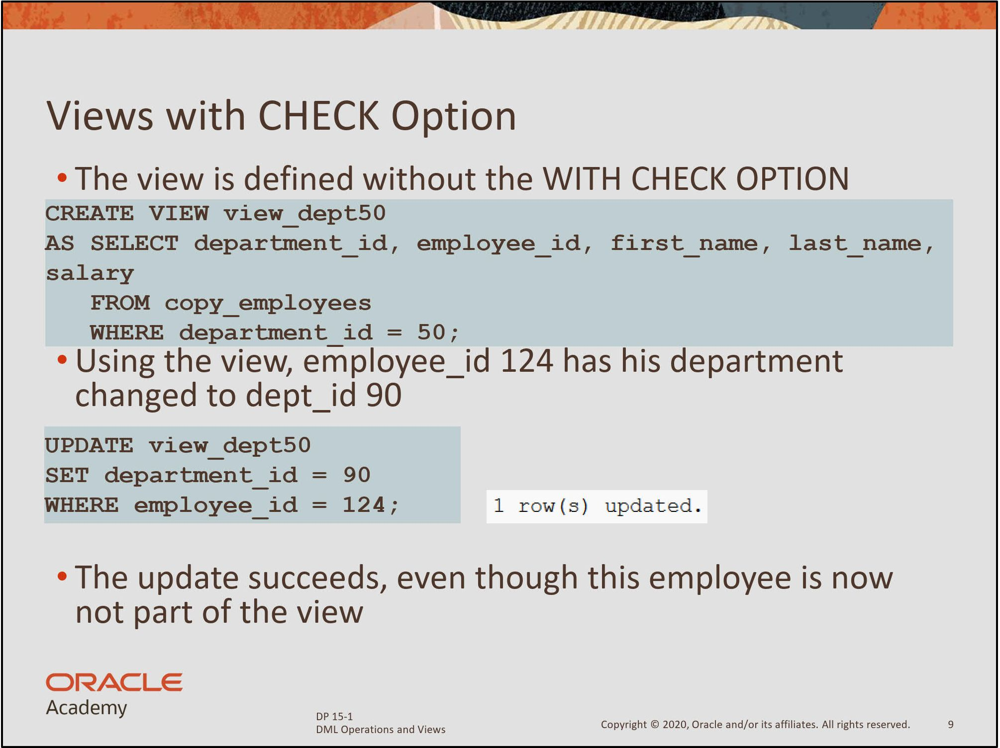 Views with CHECK Option
• The view is defined without the WITH CHECK OPTION
CREATE VIEW view_dept50
AS SELECT department_id, employee_id, first_name, last_name,
salary
   FROM copy_employees
   WHERE department_id = 50;
• Using the view, employee_id 124 has his department
changed to dept_id 90
UPDATE view_dept50
SET department_id = 90
WHERE employee_id = 124;
1 row(s) updated.
• The update succeeds, even though this employee is now
not part of the view
ORACLE
Academy
DP 15-1
DML Operations and Views
Copyright © 2020, Oracle and/or its affiliates. All rights reserved.
9